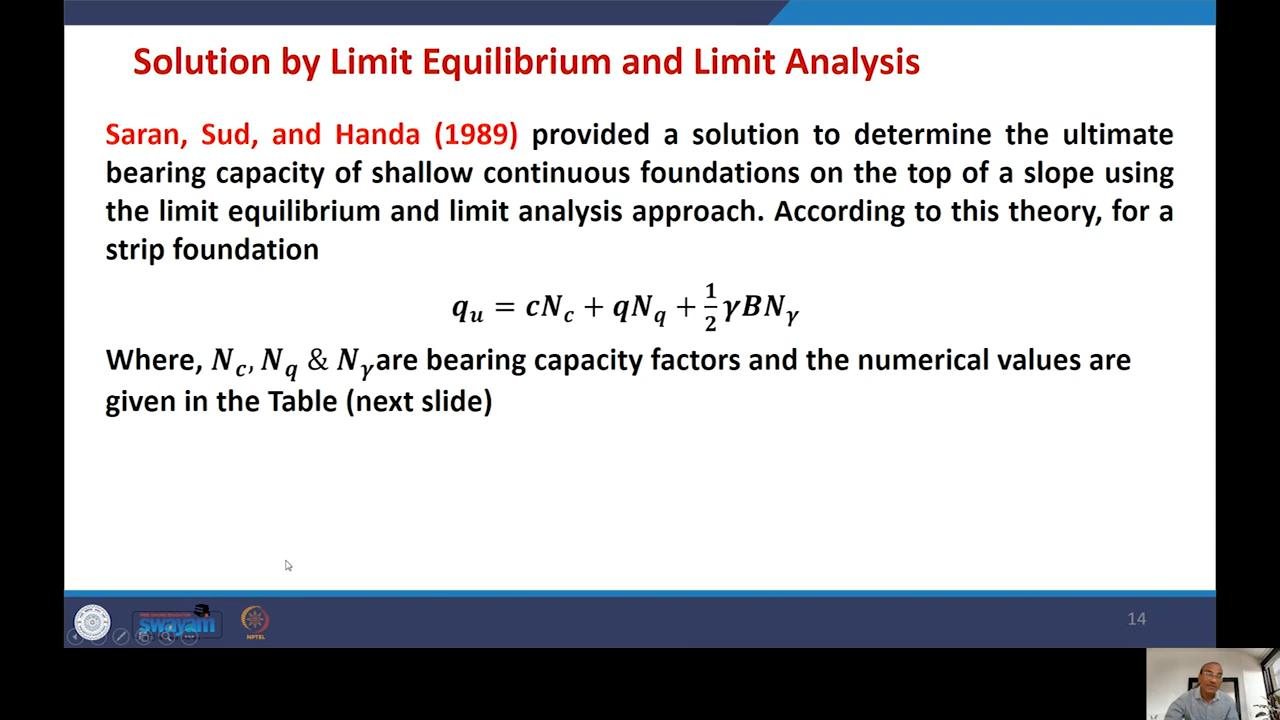 Solution by Limit Equilibrium and Limit Analysis
Saran, Sud, and Handa (1989) provided a solution to determine the ultimate
bearing capacity of shallow continuous foundations on the top of a slope using
the limit equilibrium and limit analysis approach. According to this theory, for a
strip foundation
q_u = cN_c + qN_q + 1/2 γBN_γ
Where, N_c, N_q & N_γ are bearing capacity factors and the numerical values are
given in the Table (next slide)
swayam
NPTEL
14